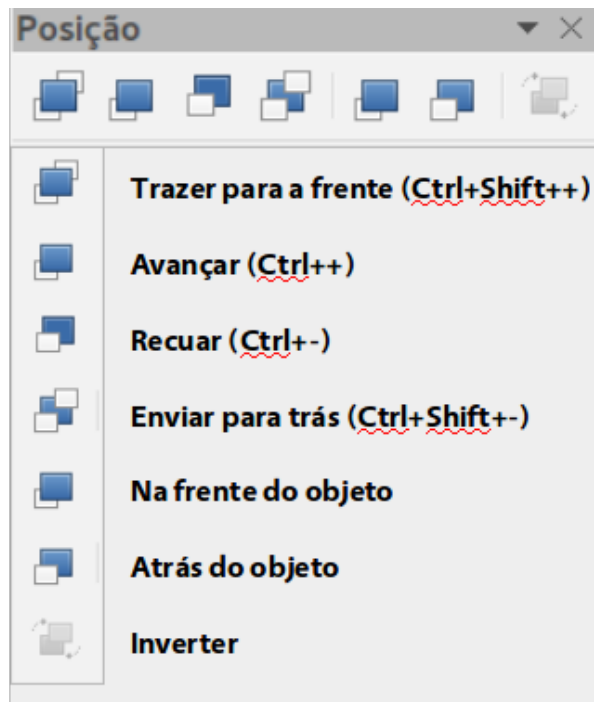 Posição
Trazer para a frente (Ctrl+Shift++)
Avançar (Ctrl++)
Recuar (Ctrl+-)
Enviar para trás (Ctrl+Shift+-)
Na frente do objeto
Atrás do objeto
Inverter